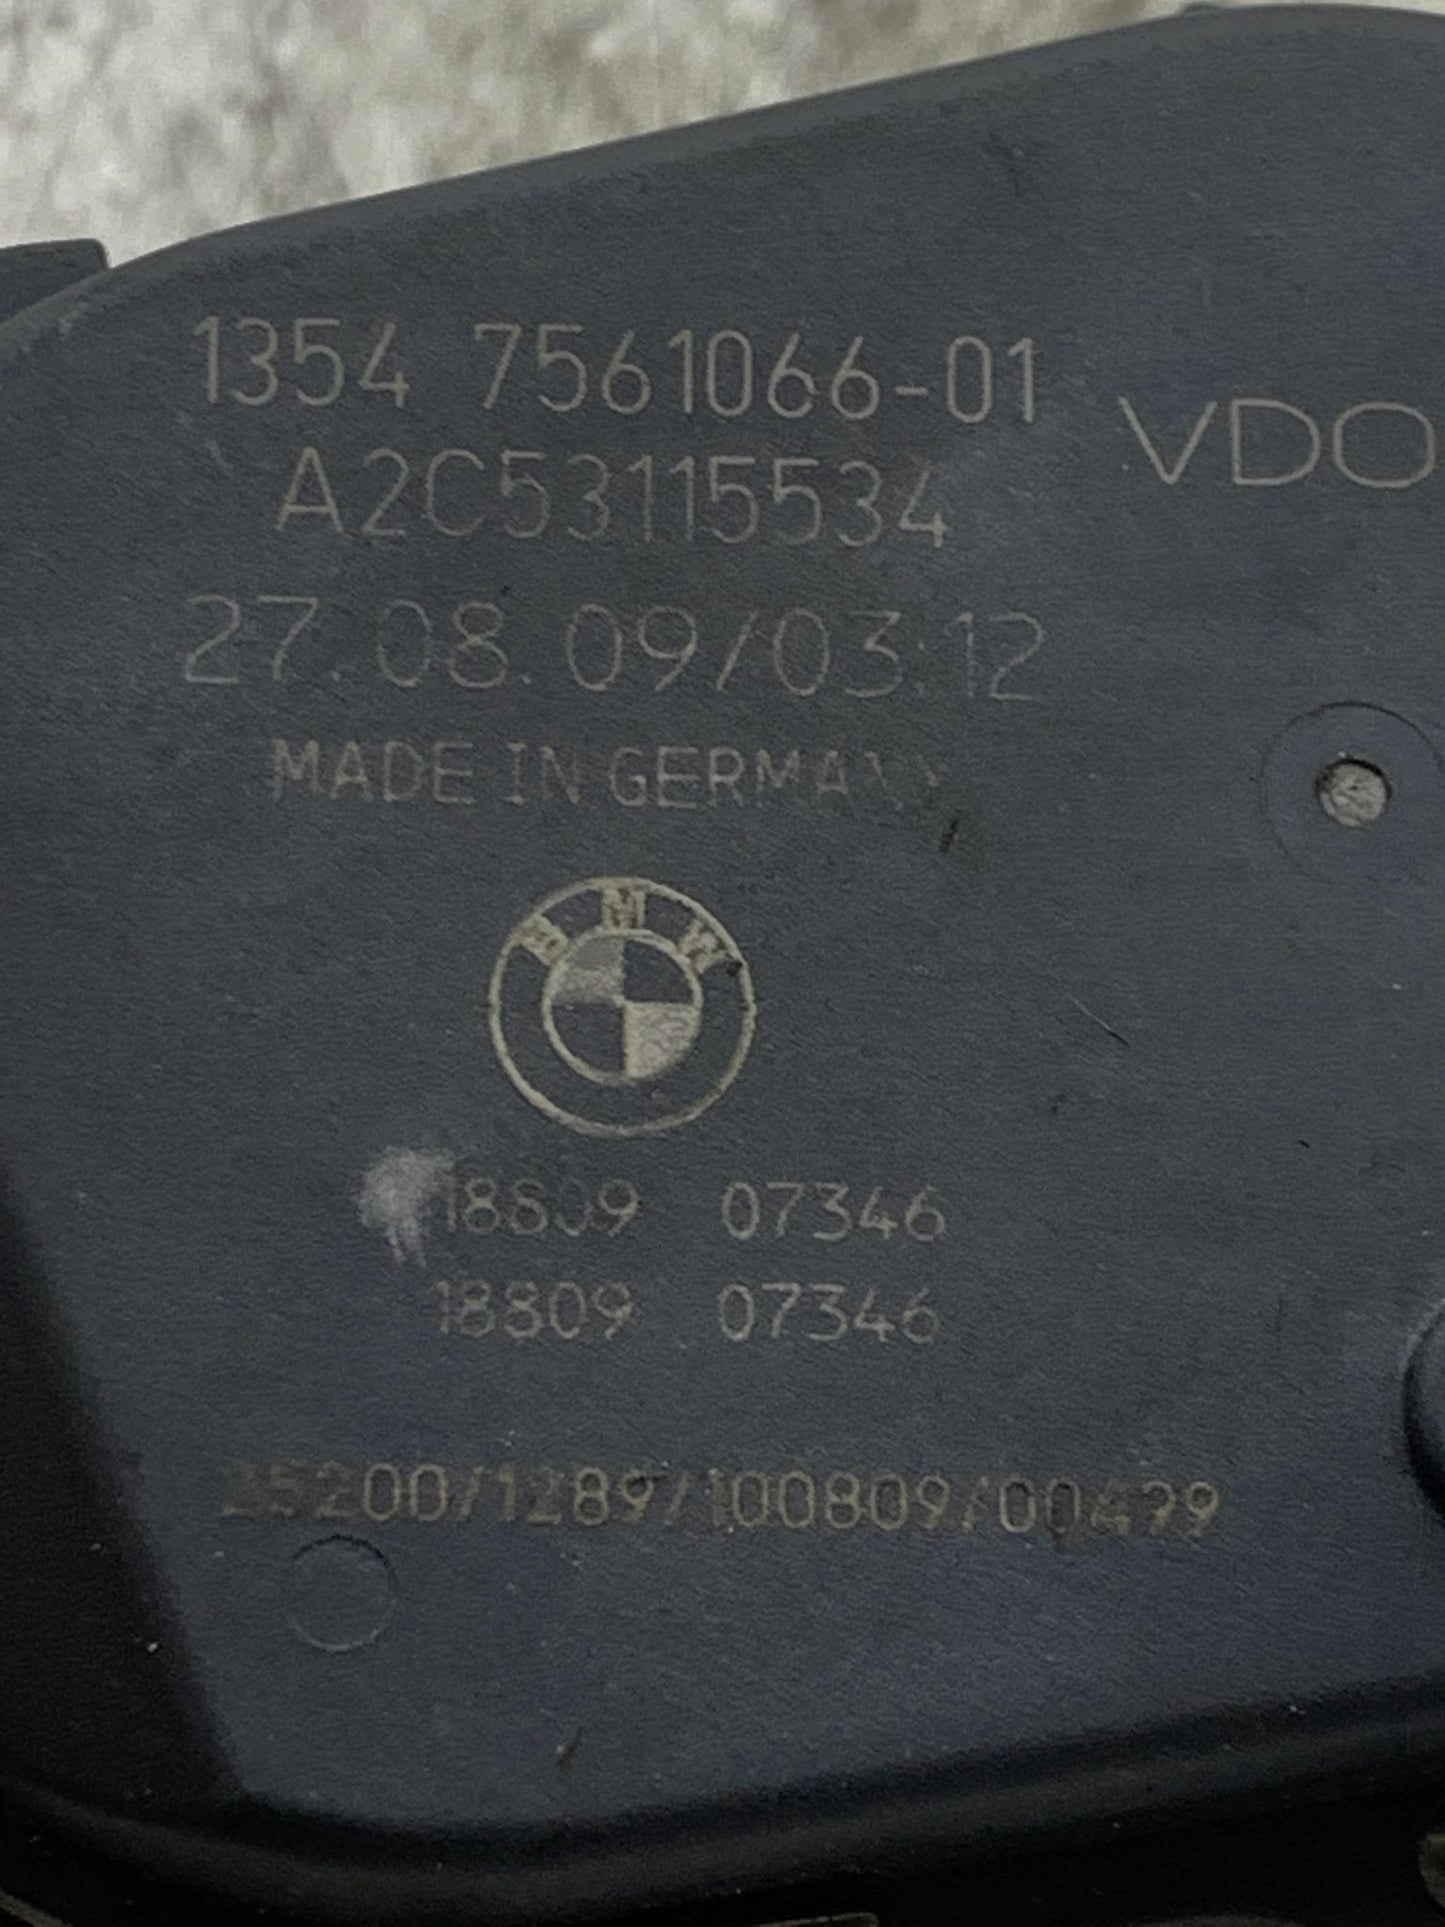 1354 7561066-01
VDO
A2C53115534
27.08.09/03:12
MADE IN GERMANY
BMW
18809 07346
18809 07346
25200/1289/100809/00499